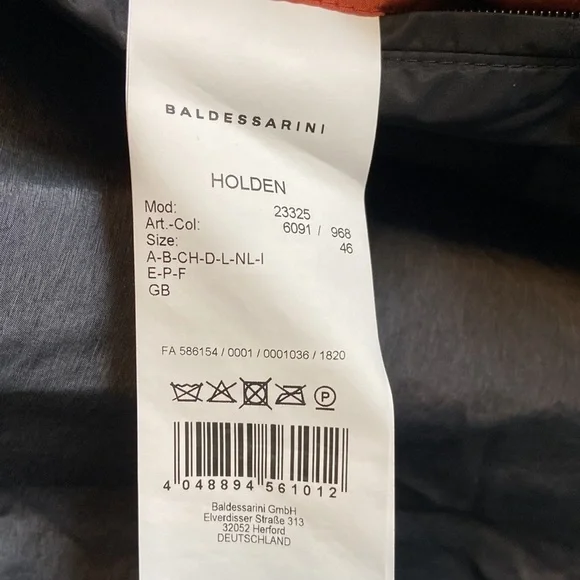 BALDESSARINI
HOLDEN
Mod: 23325
Art.-Col: 6091 / 968
Size: 46
A-B-CH-D-L-NL-I
E-P-F
GB
FA 586154 / 0001 / 0001036 / 1820
P
4 048894 561012
Baldessarini GmbH
Elverdisser Straße 313
32052 Herford
DEUTSCHLAND